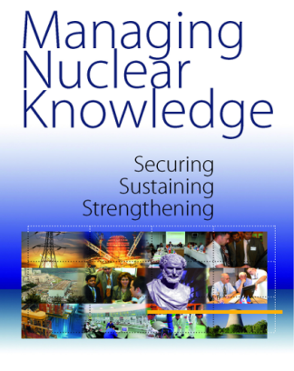 Managing
Nuclear
Knowledge
Securing
Sustaining
Strengthening